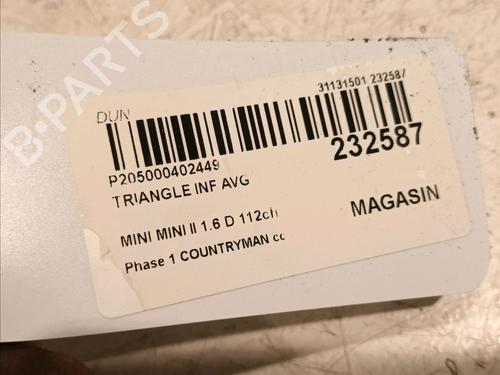 B-PARTS
DUN
31131501 232587
P205000402449
232587
TRIANGLE INF AVG
MINI MINI II 1.6 D 112ch
MAGASIN
Phase 1 COUNTRYMAN cc